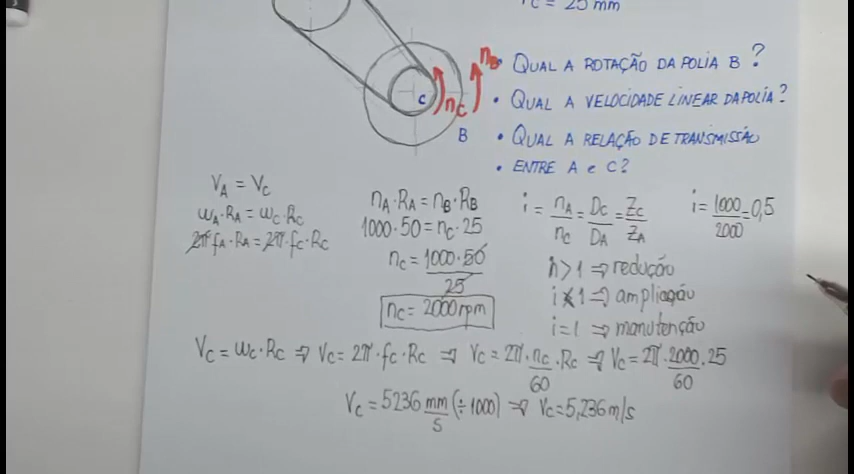 rc = 25 mm
nB
• QUAL A ROTAÇÃO DA POLIA B ?
C nC
• QUAL A VELOCIDADE LINEAR DA POLIA?
B
• QUAL A RELAÇÃO DE TRANSMISSÃO
• ENTRE A e C?
VA = VC
ωA·RA = ωC·RC
2π·fA·RA = 2π·fC·RC
nA·RA = nB·RB
1000·50 = nC·25
nC = 1000·50/25
nC = 2000 rpm
i = nA/nC = DC/DA = ZC/ZA
i = 1000/2000 = 0,5
i > 1 ⇒ redução
i < 1 ⇒ ampliação
i = 1 ⇒ manutenção
VC = ωC·RC ⇒ VC = 2π·fC·RC ⇒ VC = 2π·nC/60·RC ⇒ VC = 2π·2000/60·25
VC = 5236 mm/s (÷1000) ⇒ VC = 5,236 m/s